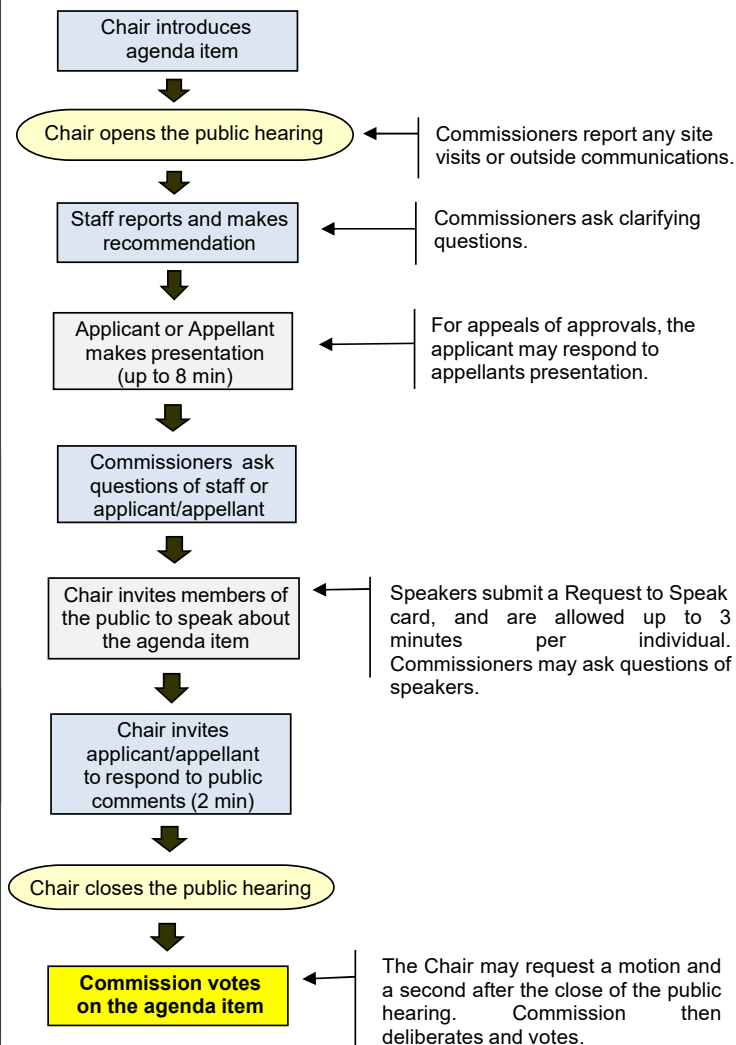 Chair introduces
agenda item
Chair opens the public hearing
Commissioners report any site
visits or outside communications.
Staff reports and makes
recommendation
Commissioners ask clarifying
questions.
Applicant or Appellant
makes presentation
(up to 8 min)
For appeals of approvals, the
applicant may respond to
appellants presentation.
Commissioners ask
questions of staff or
applicant/appellant
Chair invites members of
the public to speak about
the agenda item
Speakers submit a Request to Speak
card, and are allowed up to 3
minutes per individual.
Commissioners may ask questions of
speakers.
Chair invites
applicant/appellant
to respond to public
comments (2 min)
Chair closes the public hearing
Commission votes
on the agenda item
The Chair may request a motion and
a second after the close of the public
hearing. Commission then
deliberates and votes.